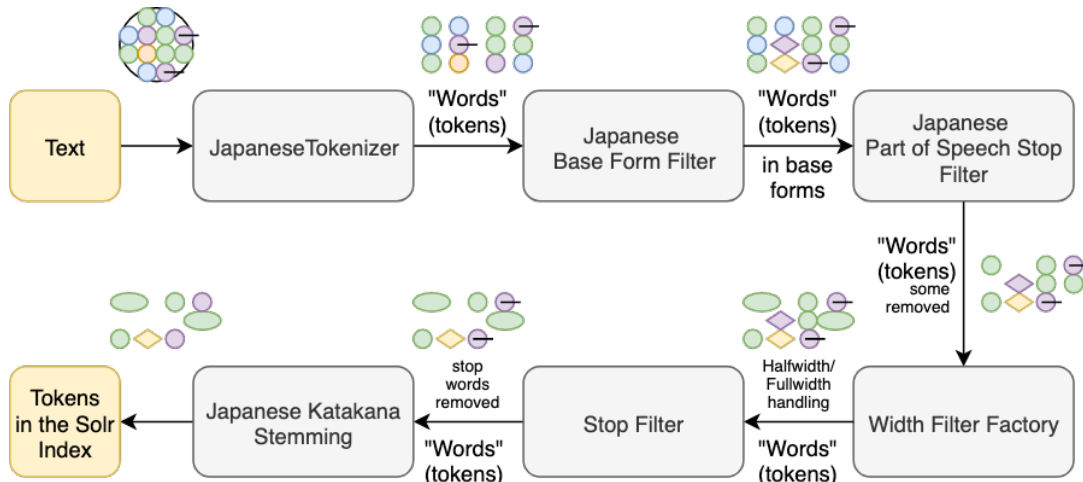 Text
JapaneseTokenizer
"Words"
(tokens)
Japanese
Base Form Filter
"Words"
(tokens)
in base
forms
Japanese
Part of Speech Stop
Filter
"Words"
(tokens)
some
removed
Width Filter Factory
Halfwidth/
Fullwidth
handling
"Words"
(tokens)
Stop Filter
stop
words
removed
"Words"
(tokens)
Japanese Katakana
Stemming
Tokens
in the Solr
Index